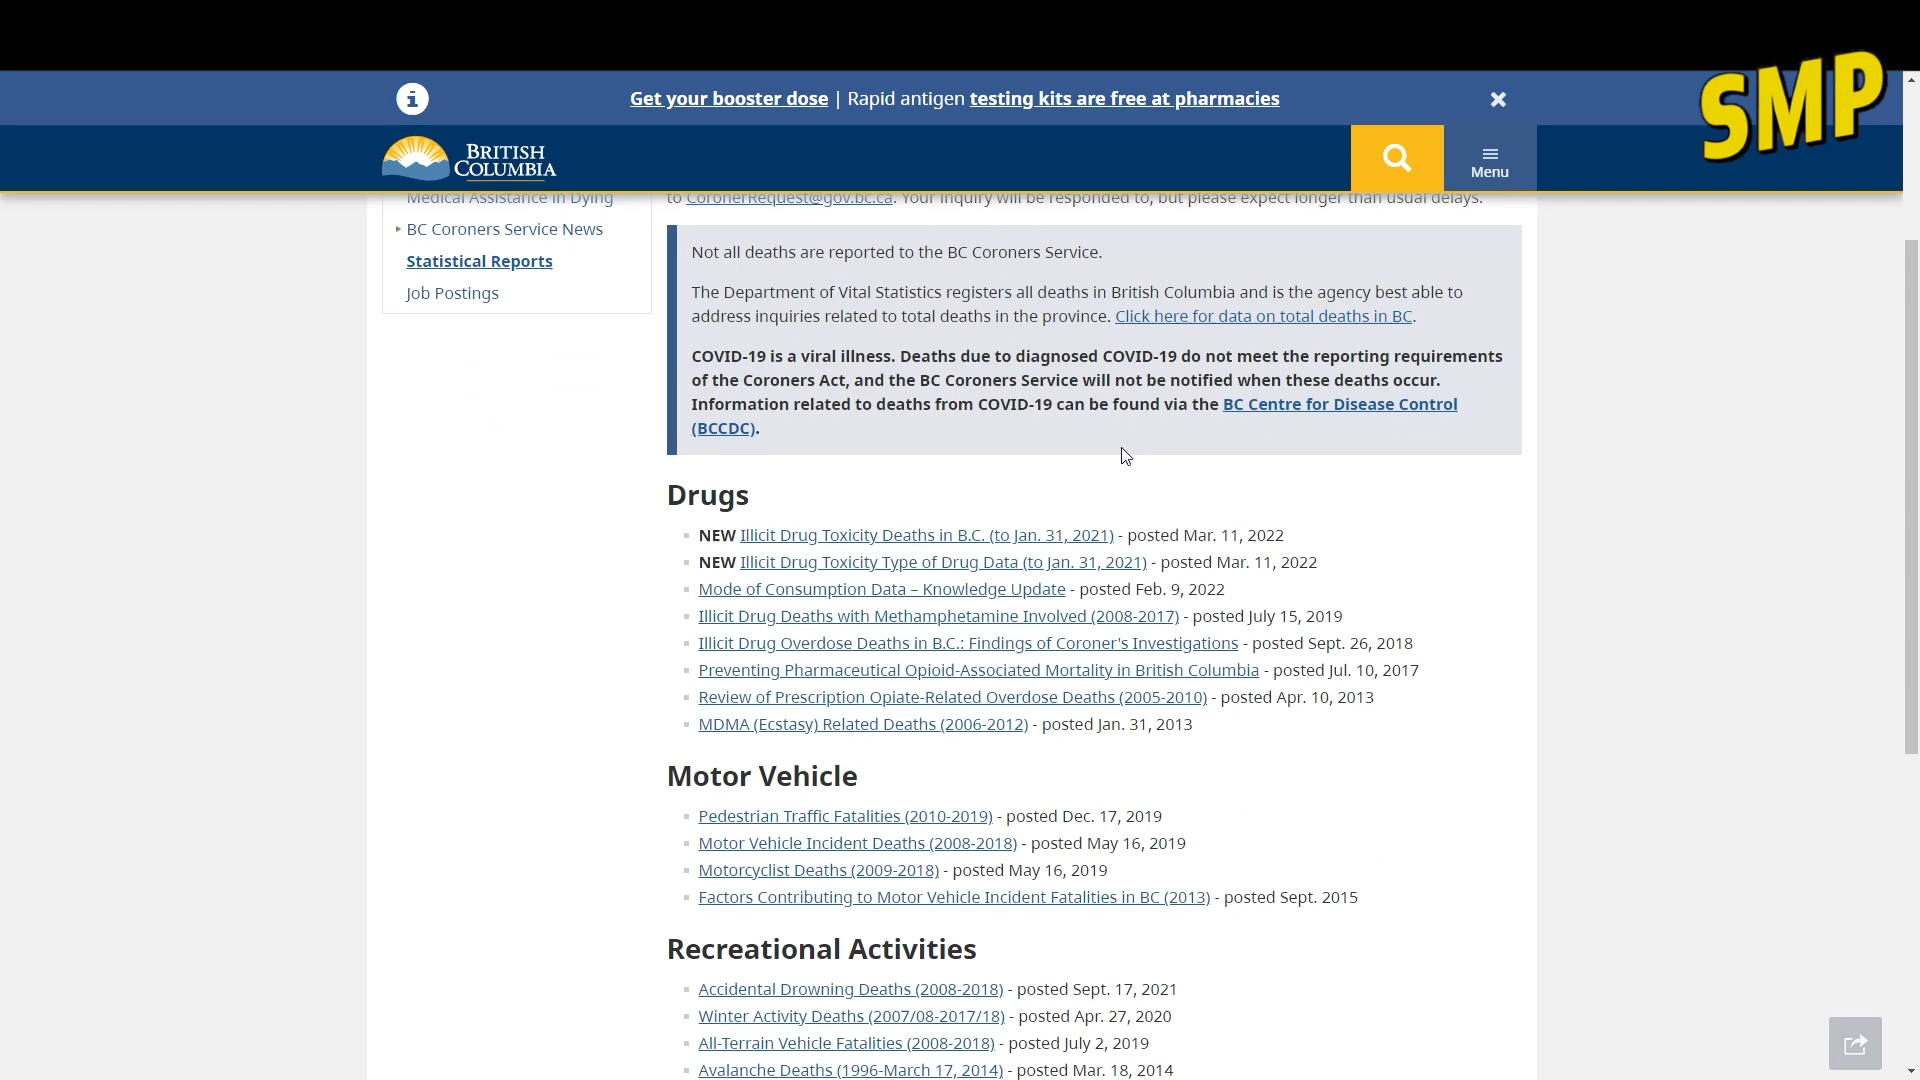 Get your booster dose | Rapid antigen testing kits are free at pharmacies
SMP
BRITISH
COLUMBIA
Menu
Medical Assistance in Dying
BC Coroners Service News
Statistical Reports
Job Postings
to CoronerRequest@gov.bc.ca. Your inquiry will be responded to, but please expect longer than usual delays.
Not all deaths are reported to the BC Coroners Service.
The Department of Vital Statistics registers all deaths in British Columbia and is the agency best able to
address inquiries related to total deaths in the province. Click here for data on total deaths in BC.
COVID-19 is a viral illness. Deaths due to diagnosed COVID-19 do not meet the reporting requirements
of the Coroners Act, and the BC Coroners Service will not be notified when these deaths occur.
Information related to deaths from COVID-19 can be found via the BC Centre for Disease Control
(BCCDC).
Drugs
NEW Illicit Drug Toxicity Deaths in B.C. (to Jan. 31, 2021) - posted Mar. 11, 2022
NEW Illicit Drug Toxicity Type of Drug Data (to Jan. 31, 2021) - posted Mar. 11, 2022
Mode of Consumption Data – Knowledge Update - posted Feb. 9, 2022
Illicit Drug Deaths with Methamphetamine Involved (2008-2017) - posted July 15, 2019
Illicit Drug Overdose Deaths in B.C.: Findings of Coroner's Investigations - posted Sept. 26, 2018
Preventing Pharmaceutical Opioid-Associated Mortality in British Columbia - posted Jul. 10, 2017
Review of Prescription Opiate-Related Overdose Deaths (2005-2010) - posted Apr. 10, 2013
MDMA (Ecstasy) Related Deaths (2006-2012) - posted Jan. 31, 2013
Motor Vehicle
Pedestrian Traffic Fatalities (2010-2019) - posted Dec. 17, 2019
Motor Vehicle Incident Deaths (2008-2018) - posted May 16, 2019
Motorcyclist Deaths (2009-2018) - posted May 16, 2019
Factors Contributing to Motor Vehicle Incident Fatalities in BC (2013) - posted Sept. 2015
Recreational Activities
Accidental Drowning Deaths (2008-2018) - posted Sept. 17, 2021
Winter Activity Deaths (2007/08-2017/18) - posted Apr. 27, 2020
All-Terrain Vehicle Fatalities (2008-2018) - posted July 2, 2019
Avalanche Deaths (1996-March 17, 2014) - posted Mar. 18, 2014